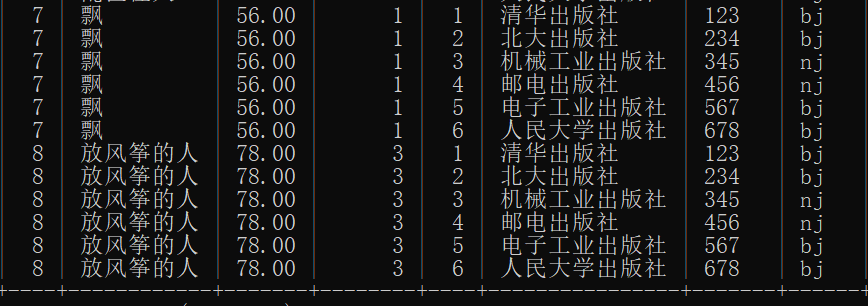 7 飘 56.00 1 1 清华出版社 123 bj
7 飘 56.00 1 2 北大出版社 234 bj
7 飘 56.00 1 3 机械工业出版社 345 nj
7 飘 56.00 1 4 邮电出版社 456 nj
7 飘 56.00 1 5 电子工业出版社 567 bj
7 飘 56.00 1 6 人民大学出版社 678 bj
8 放风筝的人 78.00 3 1 清华出版社 123 bj
8 放风筝的人 78.00 3 2 北大出版社 234 bj
8 放风筝的人 78.00 3 3 机械工业出版社 345 nj
8 放风筝的人 78.00 3 4 邮电出版社 456 nj
8 放风筝的人 78.00 3 5 电子工业出版社 567 bj
8 放风筝的人 78.00 3 6 人民大学出版社 678 bj